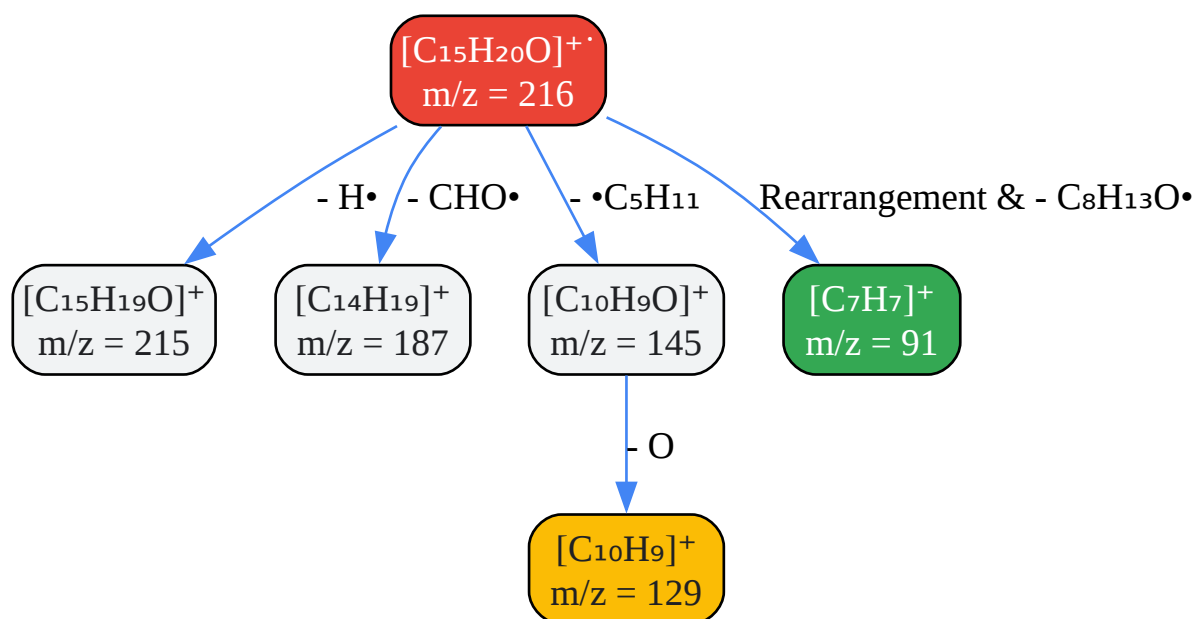 [C₁₅H₂₀O]⁺˙
m/z = 216
- H•
- CHO•
- •C₅H₁₁
Rearrangement & - C₈H₁₃O•
[C₁₅H₁₉O]⁺
m/z = 215
[C₁₄H₁₉]⁺
m/z = 187
[C₁₀H₉O]⁺
m/z = 145
[C₇H₇]⁺
m/z = 91
- O
[C₁₀H₉]⁺
m/z = 129